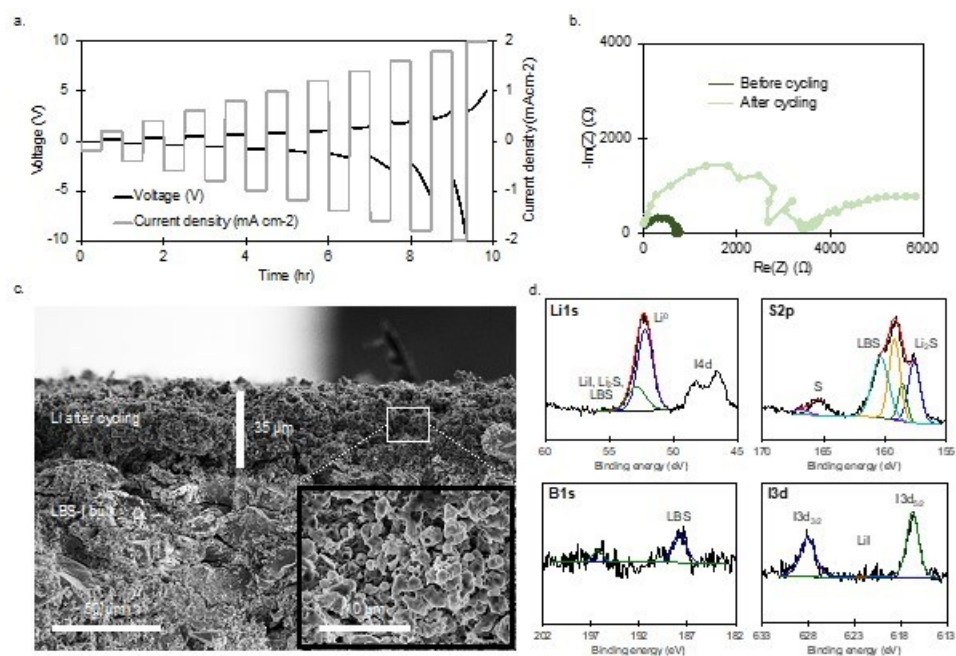 a.
10
5
0
-5
-10
Voltage (V)
2
1
0
-1
-2
Current density (mAcm-2)
Voltage (V)
Current density (mA cm-2)
0 2 4 6 8 10
Time (hr)
b.
4000
2000
0
-Im(Z) (Ω)
Before cycling
After cycling
0 2000 4000 6000
Re(Z) (Ω)
c.
Li after cycling
35 µm
LBS-I bulk
50 µm
10 µm
d.
Li1s
Li⁰
LiI, Li₂S,
LBS
I4d
60 55 50 45
Binding energy (eV)
S2p
LBS
Li₂S
S
170 165 160 155
Binding energy (eV)
B1s
LBS
202 197 192 187 182
Binding energy (eV)
I3d
I3d5/2
I3d3/2
LiI
633 628 623 618 613
Binding energy (eV)